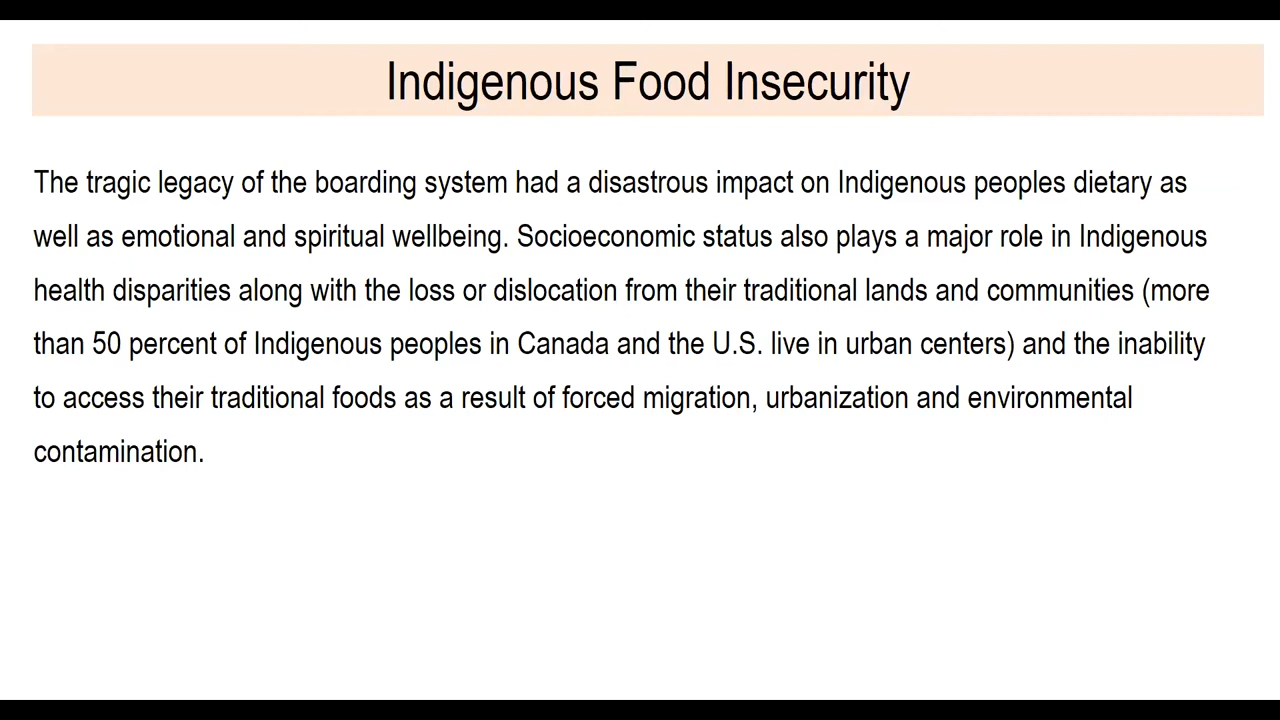 Indigenous Food Insecurity
The tragic legacy of the boarding system had a disastrous impact on Indigenous peoples dietary as
well as emotional and spiritual wellbeing. Socioeconomic status also plays a major role in Indigenous
health disparities along with the loss or dislocation from their traditional lands and communities (more
than 50 percent of Indigenous peoples in Canada and the U.S. live in urban centers) and the inability
to access their traditional foods as a result of forced migration, urbanization and environmental
contamination.